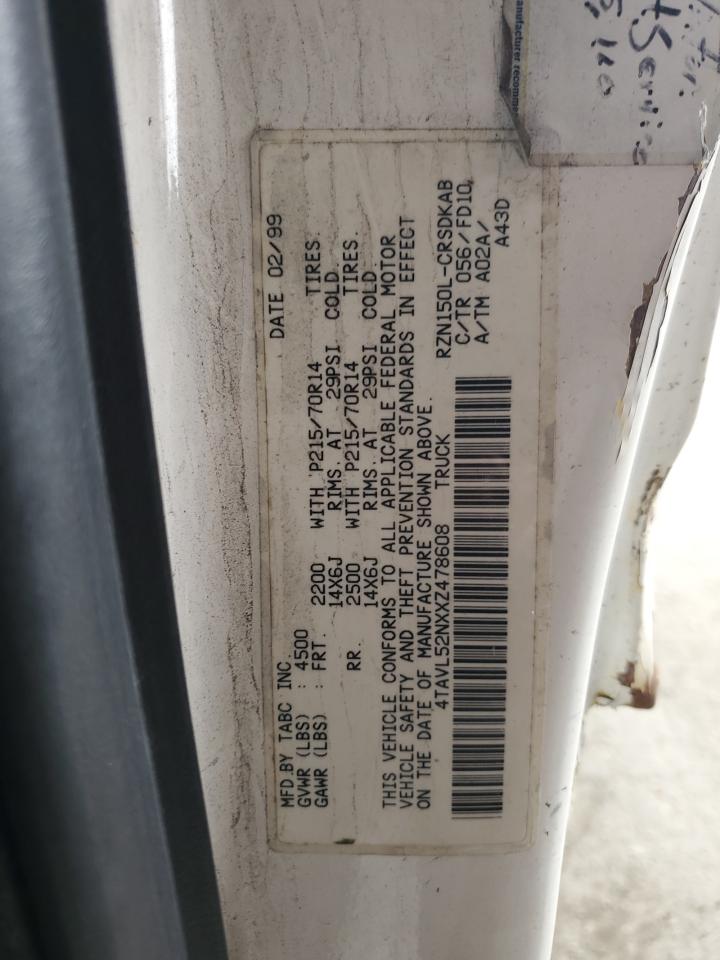 MFD.BY TABC INC. DATE 02/99
GVWR (LBS) : 4500
GAWR (LBS) : FRT. 2200 WITH P215/70R14 TIRES.
14X6J RIMS. AT 29PSI COLD.
RR. 2500 WITH P215/70R14 TIRES.
14X6J RIMS. AT 29PSI COLD.
THIS VEHICLE CONFORMS TO ALL APPLICABLE FEDERAL MOTOR
VEHICLE SAFETY AND THEFT PREVENTION STANDARDS IN EFFECT
ON THE DATE OF MANUFACTURE SHOWN ABOVE.
4TAVL52NXXZ478608 TRUCK
RZN150L-CRSDKAB
C/TR 056/FD10
A/TM A02A/
A43D
manufacturer recomme
Service